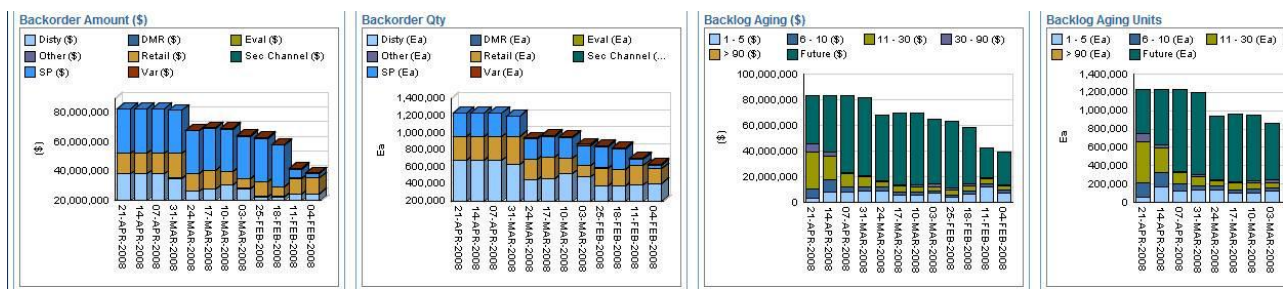 Backorder Amount ($)
Disty ($) DMR ($) Eval ($)
Other ($) Retail ($) Sec Channel ($)
SP ($) Var ($)
80,000,000
60,000,000
40,000,000
20,000,000
($)
21-APR-2008
14-APR-2008
07-APR-2008
31-MAR-2008
24-MAR-2008
17-MAR-2008
10-MAR-2008
03-MAR-2008
25-FEB-2008
18-FEB-2008
11-FEB-2008
04-FEB-2008
Backorder Qty
Disty (Ea) DMR (Ea) Eval (Ea)
Other (Ea) Retail (Ea) Sec Channel (...
SP (Ea) Var (Ea)
1,400,000
1,200,000
1,000,000
800,000
600,000
400,000
200,000
Ea
21-APR-2008
14-APR-2008
07-APR-2008
31-MAR-2008
24-MAR-2008
17-MAR-2008
10-MAR-2008
03-MAR-2008
25-FEB-2008
18-FEB-2008
11-FEB-2008
04-FEB-2008
Backlog Aging ($)
1 - 5 ($) 6 - 10 ($) 11 - 30 ($) 30 - 90 ($)
> 90 ($) Future ($)
100,000,000
80,000,000
60,000,000
40,000,000
20,000,000
0
($)
21-APR-2008
14-APR-2008
07-APR-2008
31-MAR-2008
24-MAR-2008
17-MAR-2008
10-MAR-2008
03-MAR-2008
25-FEB-2008
18-FEB-2008
11-FEB-2008
04-FEB-2008
Backlog Aging Units
1 - 5 (Ea) 6 - 10 (Ea) 11 - 30 (Ea)
> 90 (Ea) Future (Ea)
1,400,000
1,200,000
1,000,000
800,000
600,000
400,000
200,000
0
Ea
21-APR-2008
14-APR-2008
07-APR-2008
31-MAR-2008
24-MAR-2008
17-MAR-2008
10-MAR-2008
03-MAR-2008